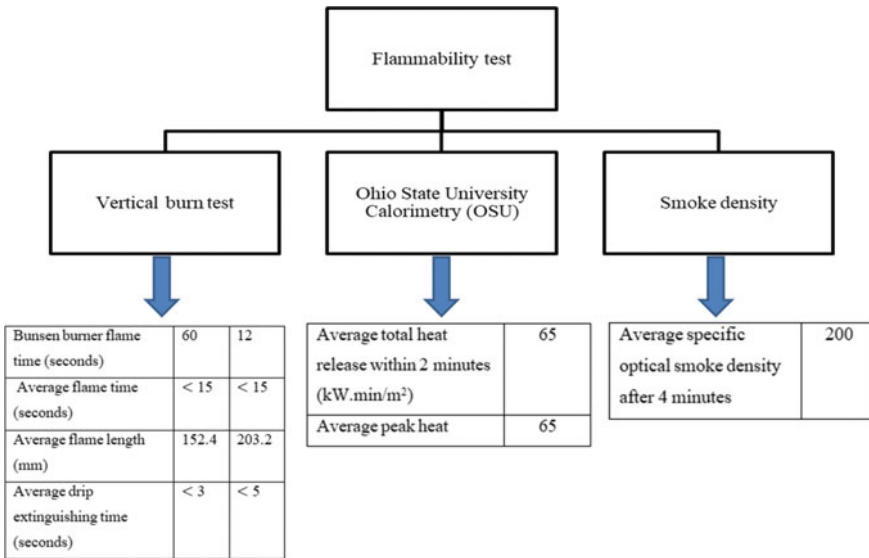 Flammability test
Vertical burn test
Ohio State University
Calorimetry (OSU)
Smoke density
Bunsen burner flame
time (seconds)
60
12
Average flame time
(seconds)
< 15
< 15
Average flame length
(mm)
152.4
203.2
Average drip
extinguishing time
(seconds)
< 3
< 5
Average total heat
release within 2 minutes
(kW.min/m²)
65
Average peak heat
65
Average specific
optical smoke density
after 4 minutes
200